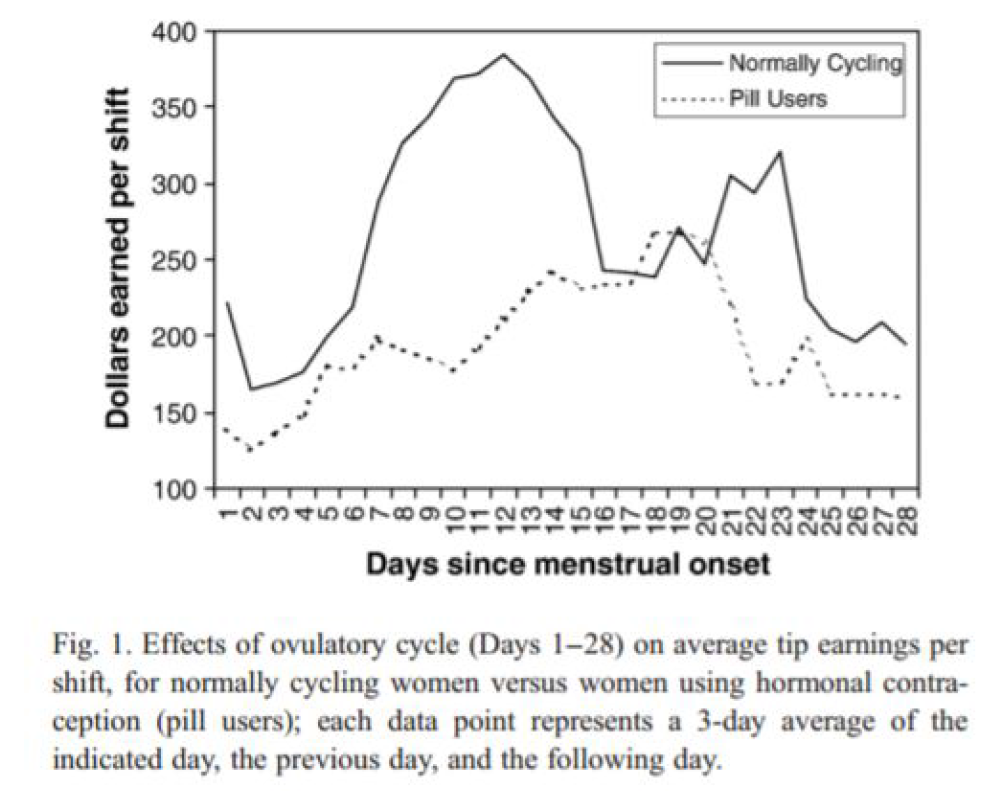 400
350
300
250
200
150
100
Dollars earned per shift
Normally Cycling
Pill Users
1 2 3 4 5 6 7 8 9 10 11 12 13 14 15 16 17 18 19 20 21 22 23 24 25 26 27 28
Days since menstrual onset
Fig. 1. Effects of ovulatory cycle (Days 1–28) on average tip earnings per
shift, for normally cycling women versus women using hormonal contra-
ception (pill users); each data point represents a 3-day average of the
indicated day, the previous day, and the following day.